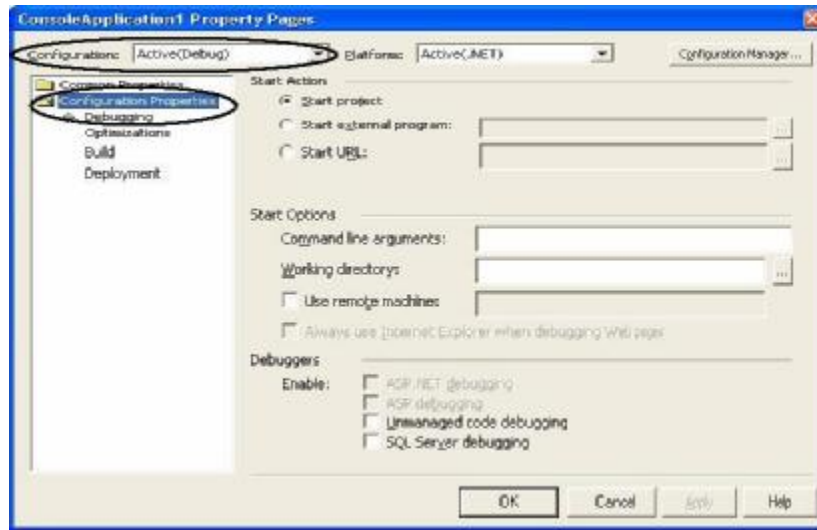 ConsoleApplication1 Property Pages
Configuration: Active(Debug) Platform: Active(.NET) Configuration Manager...
Common Properties
Configuration Properties
Debugging
Optimizations
Build
Deployment
Start Action
Start project
Start external program:
...
Start URL:
...
Start Options
Command line arguments:
Working directory:
...
Use remote machine:
Always use Internet Explorer when debugging Web pages
Debuggers
Enable:
ASP.NET debugging
ASP debugging
Unmanaged code debugging
SQL Server debugging
OK Cancel Apply Help